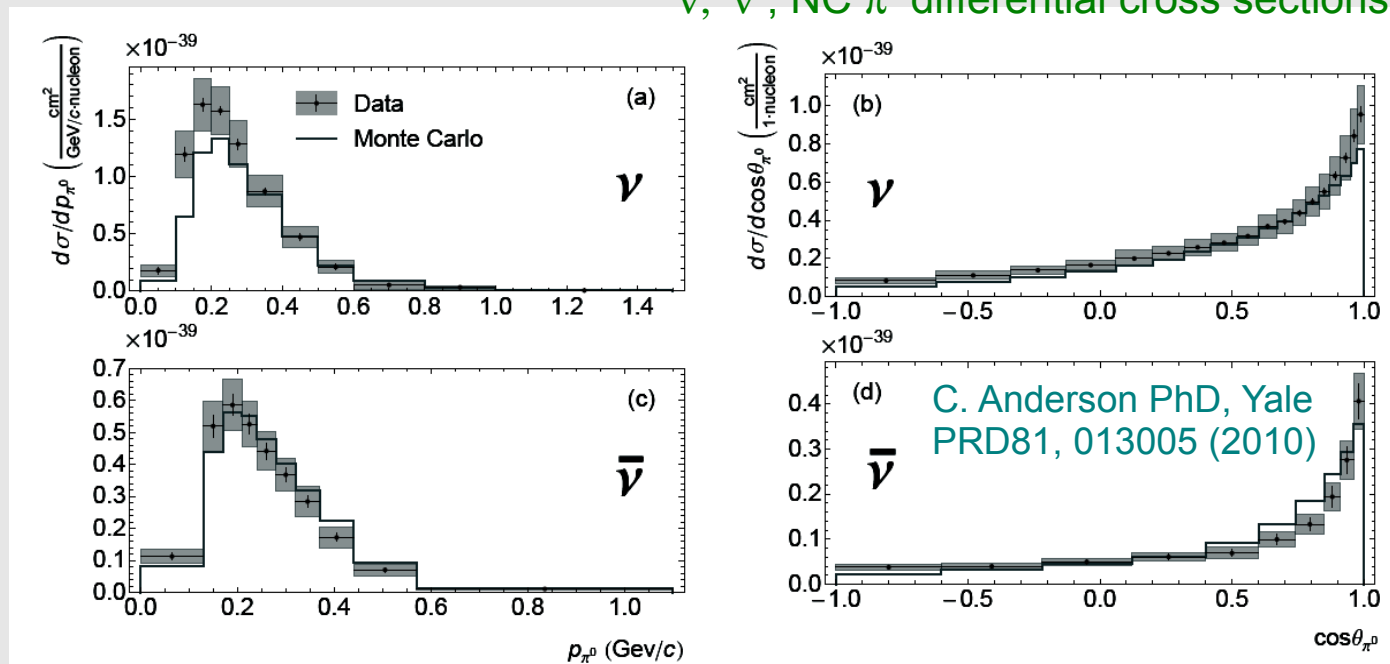 ν, ν̄, NC π differential cross sections
×10⁻³⁹
dσ/dp_π⁰ (cm²/GeV/c·nucleon)
(a)
Data
Monte Carlo
ν
1.5
1.0
0.5
0.0
0.0 0.2 0.4 0.6 0.8 1.0 1.2 1.4
×10⁻³⁹
dσ/dcosθ_π⁰ (cm²/1·nucleon)
(b)
ν
1.0
0.8
0.6
0.4
0.2
0.0
−1.0 −0.5 0.0 0.5 1.0
×10⁻³⁹
(c)
ν̄
0.7
0.6
0.5
0.4
0.3
0.2
0.1
0.0
0.0 0.2 0.4 0.6 0.8 1.0
p_π⁰ (Gev/c)
×10⁻³⁹
(d)
C. Anderson PhD, Yale
PRD81, 013005 (2010)
ν̄
0.4
0.3
0.2
0.1
0.0
−1.0 −0.5 0.0 0.5 1.0
cosθ_π⁰